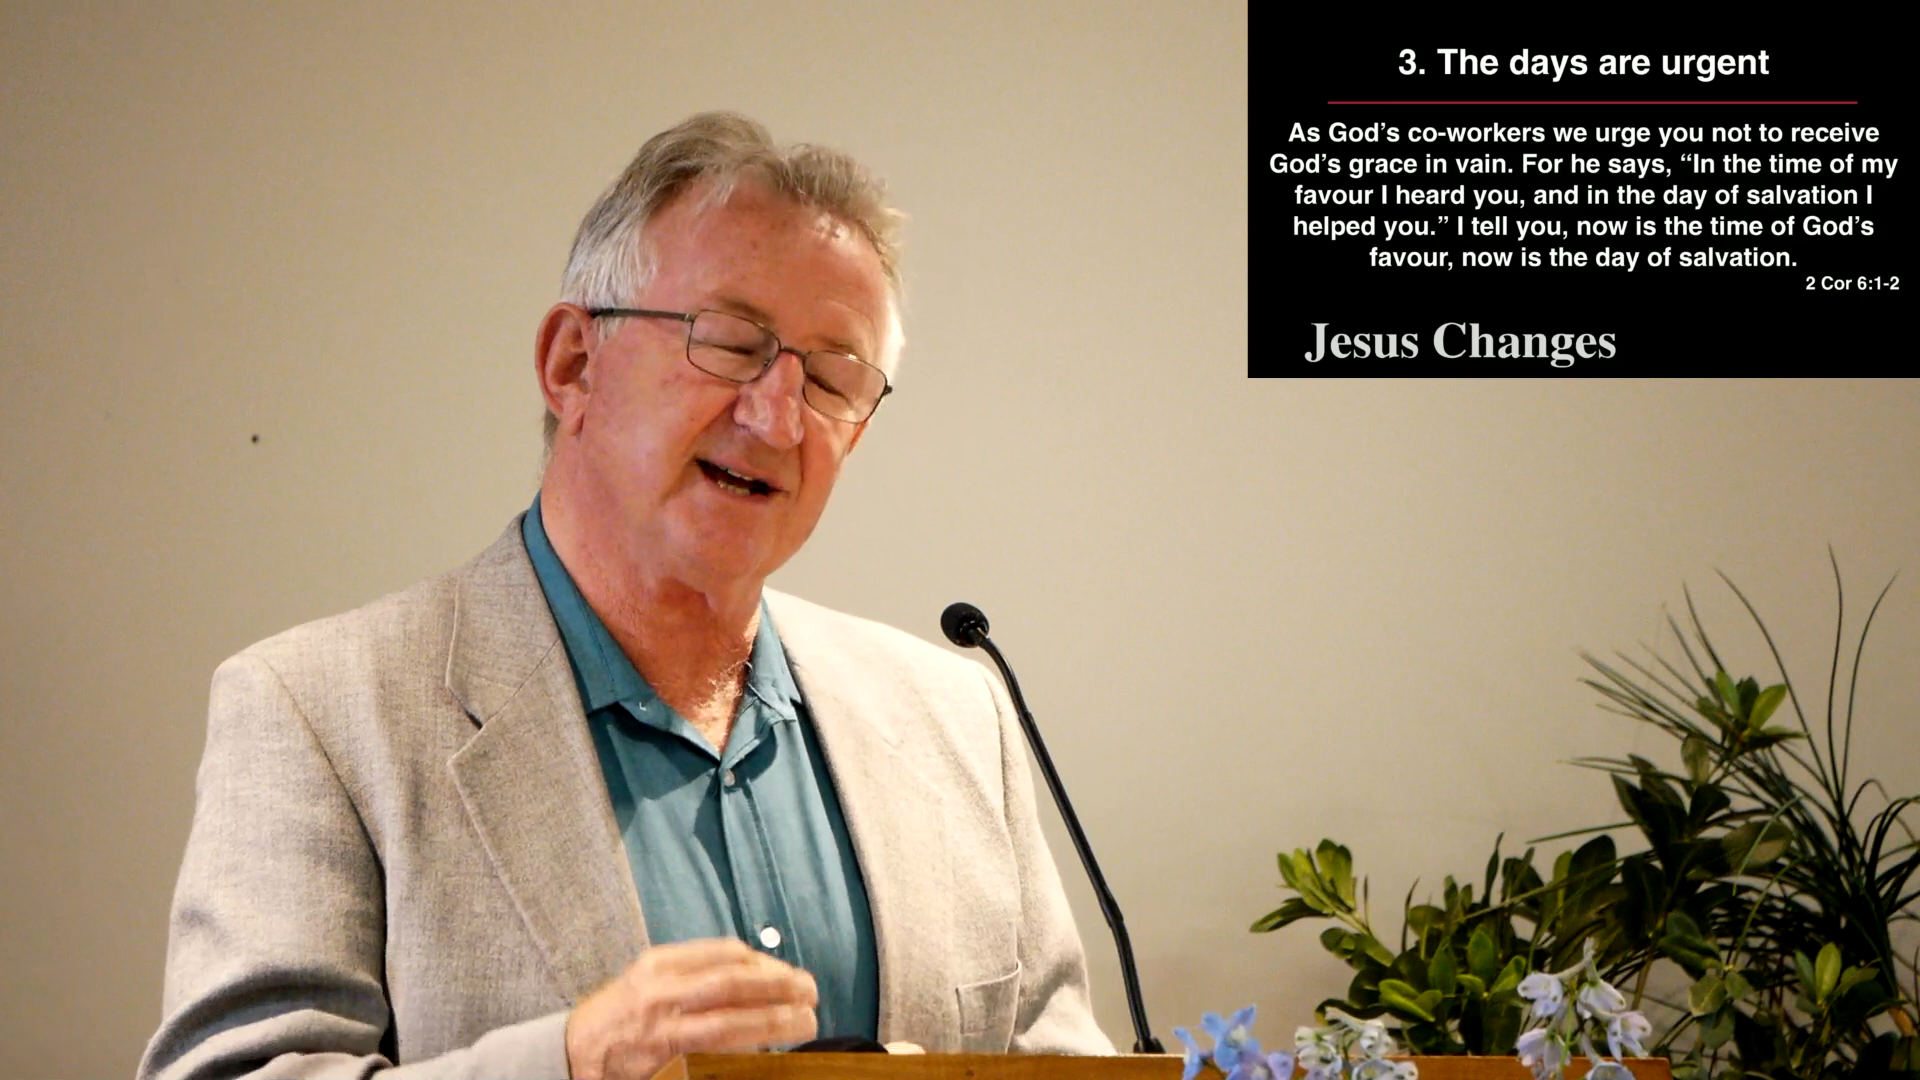 3. The days are urgent
As God’s co-workers we urge you not to receive
God’s grace in vain. For he says, “In the time of my
favour I heard you, and in the day of salvation I
helped you.” I tell you, now is the time of God’s
favour, now is the day of salvation.
2 Cor 6:1-2
Jesus Changes